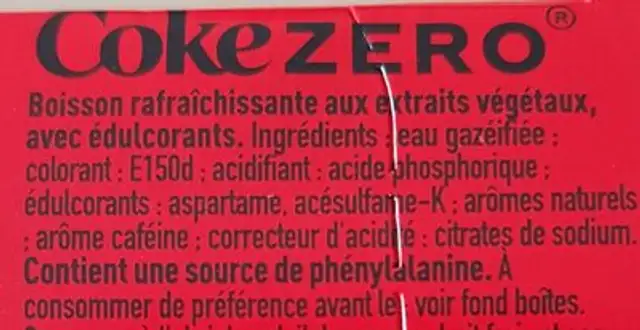 Coke ZERO®
Boisson rafraîchissante aux extraits végétaux,
avec édulcorants. Ingrédients : eau gazéifiée ;
colorant : E150d ; acidifiant : acide phosphorique ;
édulcorants : aspartame, acésulfame-K ; arômes naturels
; arôme caféine ; correcteur d'acidité : citrates de sodium.
Contient une source de phénylalanine. À
consommer de préférence avant le: voir fond boîtes.